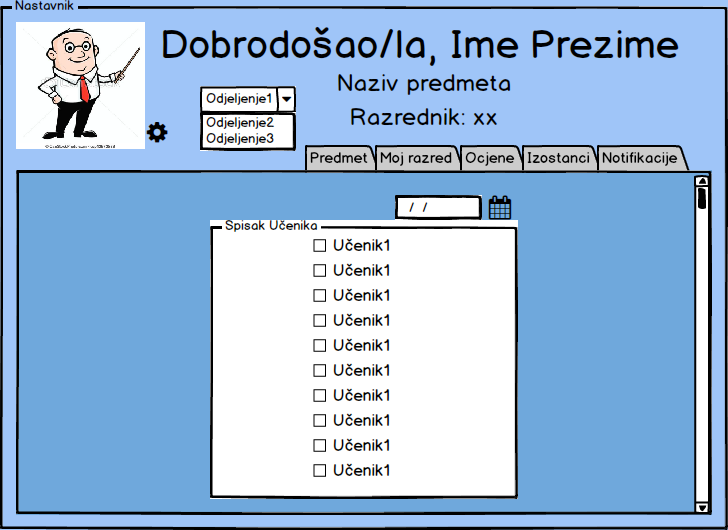 Nastavnik
Dobrodošao/la, Ime Prezime
Naziv predmeta
Razrednik: xx
Odjeljenje1
Odjeljenje2
Odjeljenje3
Predmet Moj razred Ocjene Izostanci Notifikacije
/ /
Spisak Učenika
Učenik1
Učenik1
Učenik1
Učenik1
Učenik1
Učenik1
Učenik1
Učenik1
Učenik1
Učenik1